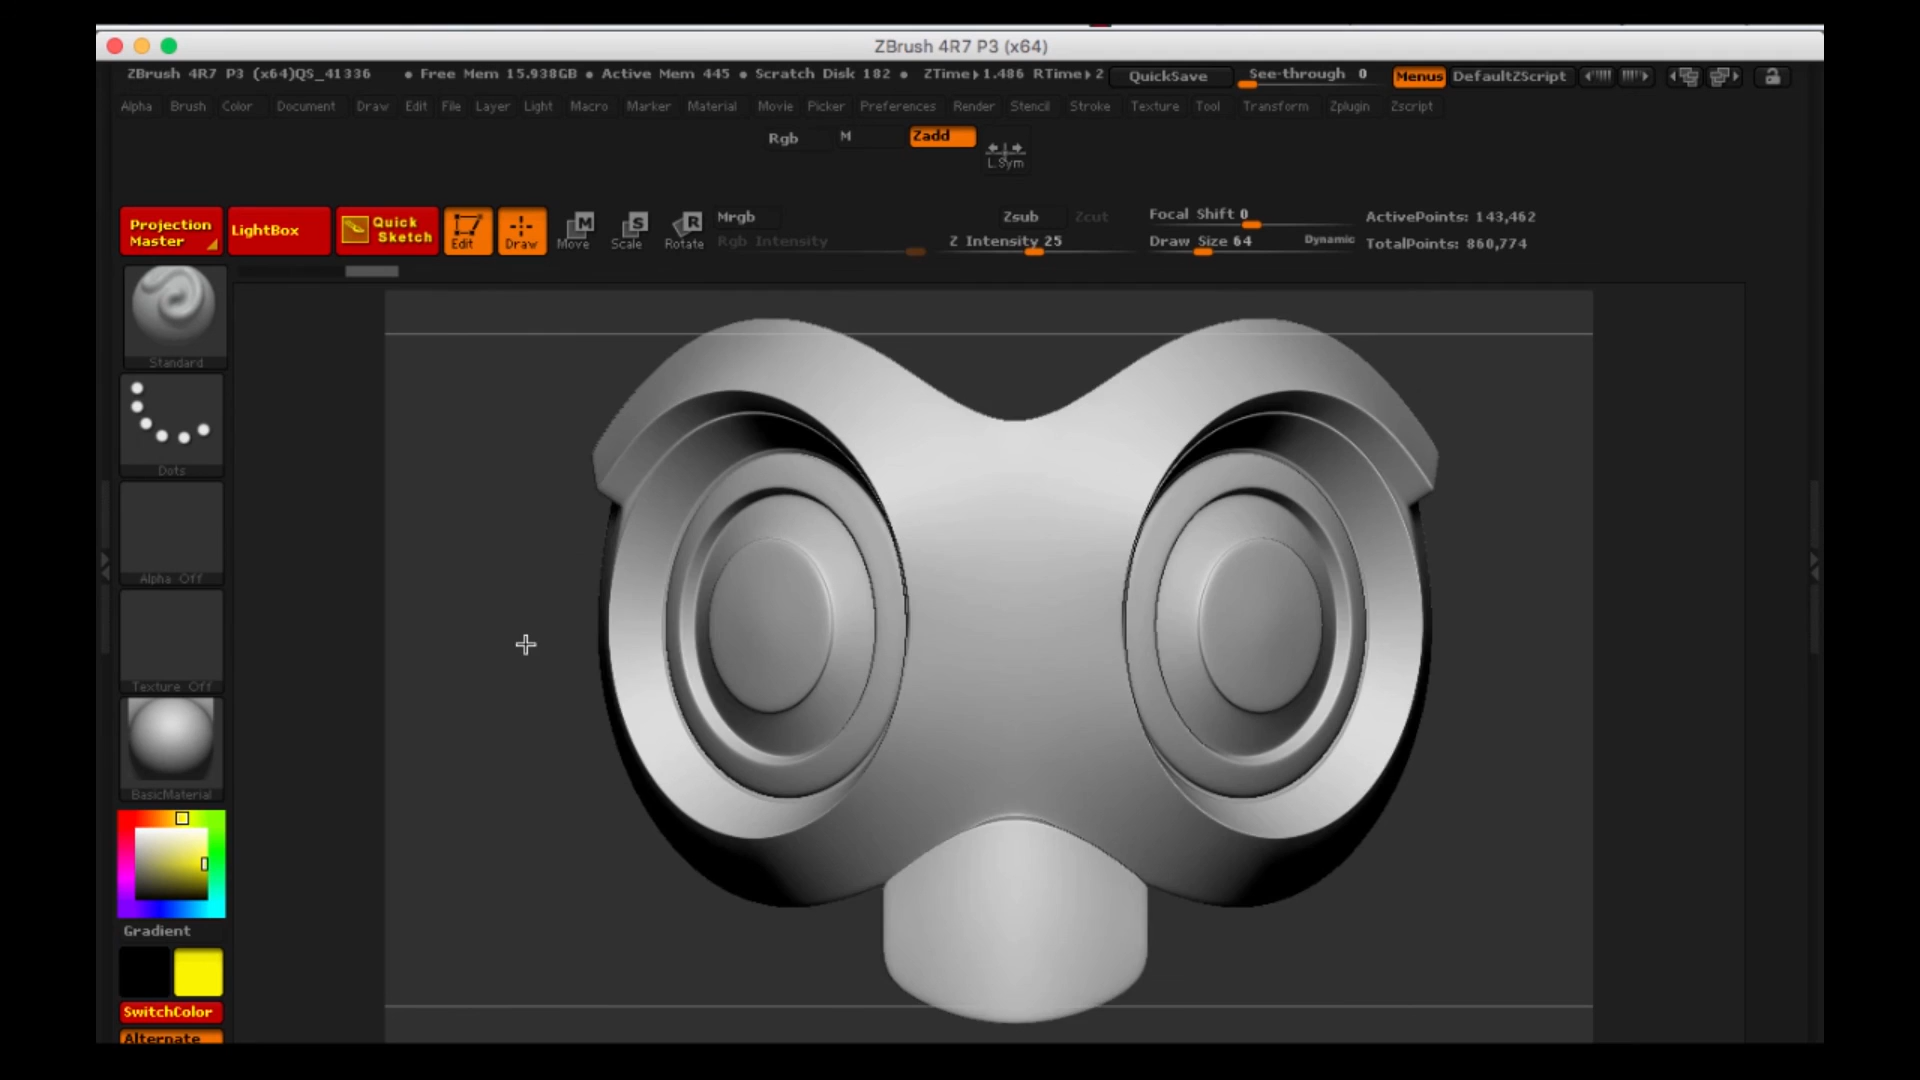 ZBrush 4R7 P3 (x64)
ZBrush 4R7 P3 (x64)QS_41336 • Free Mem 15.938GB • Active Mem 445 • Scratch Disk 182 • ZTime▸1.486 RTime▸2 QuickSave See-through 0 Menus DefaultZScript
Alpha Brush Color Document Draw Edit File Layer Light Macro Marker Material Movie Picker Preferences Render Stencil Stroke Texture Tool Transform Zplugin Zscript
Rgb M Zadd
L.Sym
Projection Master
LightBox
Quick Sketch
Edit
Draw
M Move
S Scale
R Rotate
Mrgb Zsub Zcut Focal Shift 0 ActivePoints: 143,462
Rgb Intensity Z Intensity 25 Draw Size 64 Dynamic TotalPoints: 860,774
Standard
Dots
Alpha Off
Texture Off
BasicMaterial
Gradient
SwitchColor
Alternate